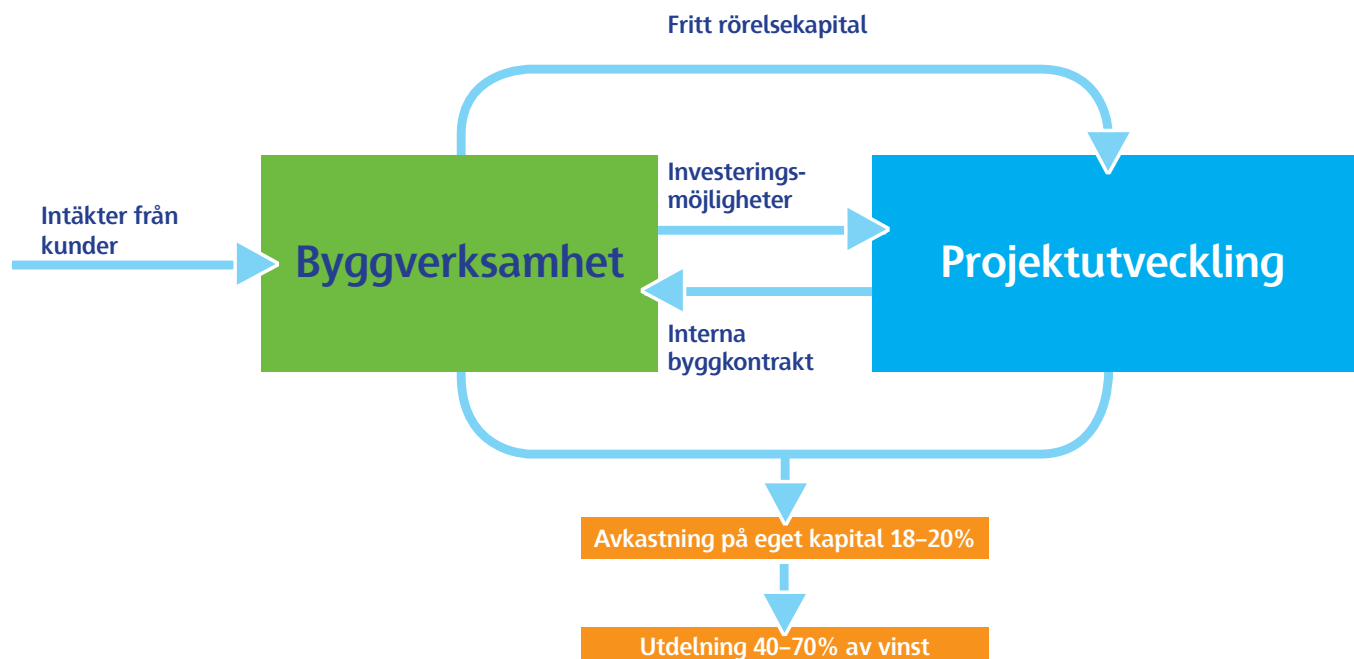 Fritt rörelsekapital
Intäkter från
kunder
Byggverksamhet
Investerings-
möjligheter
Interna
byggkontrakt
Projektutveckling
Avkastning på eget kapital 18–20%
Utdelning 40–70% av vinst